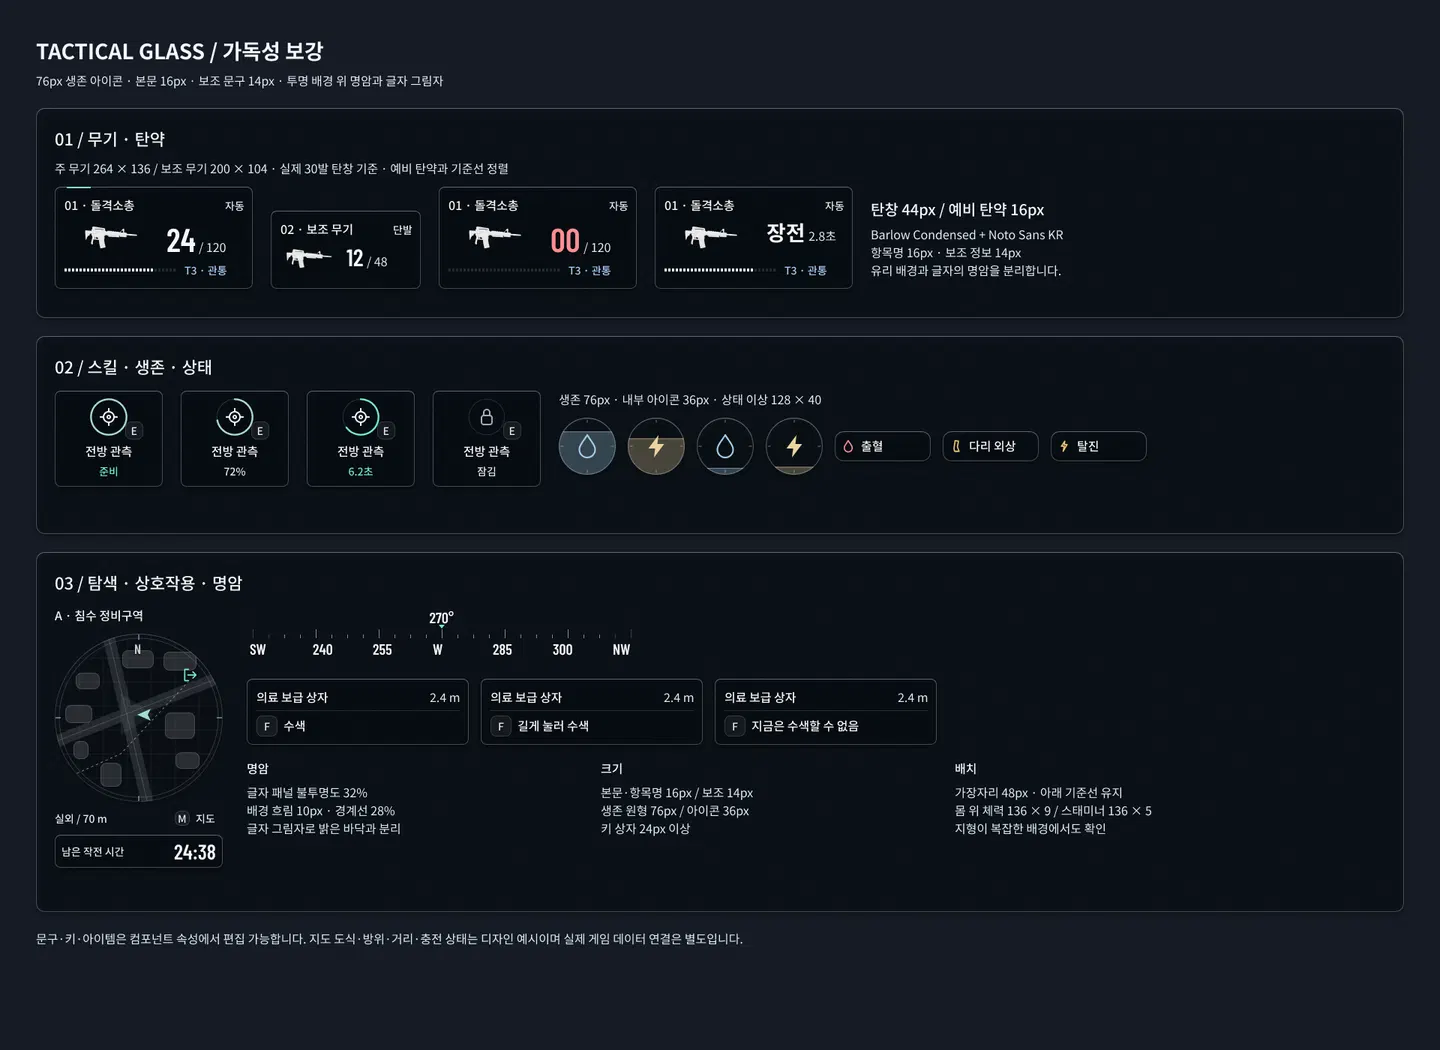 TACTICAL GLASS / 가독성 보강
76px 생존 아이콘 · 본문 16px · 보조 문구 14px · 투명 배경 위 명암과 글자 그림자
01 / 무기 · 탄약
주 무기 264 × 136 / 보조 무기 200 × 104 · 실제 30발 탄창 기준 · 예비 탄약과 기준선 정렬
01 · 돌격소총 자동
24 / 120
T3 · 관통
02 · 보조 무기 단발
12 / 48
01 · 돌격소총 자동
00 / 120
T3 · 관통
01 · 돌격소총 자동
장전 2.8초
T3 · 관통
탄창 44px / 예비 탄약 16px
Barlow Condensed + Noto Sans KR
항목명 16px · 보조 정보 14px
유리 배경과 글자의 명암을 분리합니다.
02 / 스킬 · 생존 · 상태
E
전방 관측
준비
E
전방 관측
72%
E
전방 관측
6.2초
E
전방 관측
잠김
생존 76px · 내부 아이콘 36px · 상태 이상 128 × 40
출혈
다리 외상
탈진
03 / 탐색 · 상호작용 · 명암
A · 침수 정비구역
N
실외 / 70 m
M 지도
남은 작전 시간 24:38
270°
SW 240 255 W 285 300 NW
의료 보급 상자 2.4 m
F 수색
의료 보급 상자 2.4 m
F 길게 눌러 수색
의료 보급 상자 2.4 m
F 지금은 수색할 수 없음
명암
글자 패널 불투명도 32%
배경 흐림 10px · 경계선 28%
글자 그림자로 밝은 바닥과 분리
크기
본문·항목명 16px / 보조 14px
생존 원형 76px / 아이콘 36px
키 상자 24px 이상
배치
가장자리 48px · 아래 기준선 유지
몸 위 체력 136 × 9 / 스태미너 136 × 5
지형이 복잡한 배경에서도 확인
문구·키·아이템은 컴포넌트 속성에서 편집 가능합니다. 지도 도식·방위·거리·충전 상태는 디자인 예시이며 실제 게임 데이터 연결은 별도입니다.